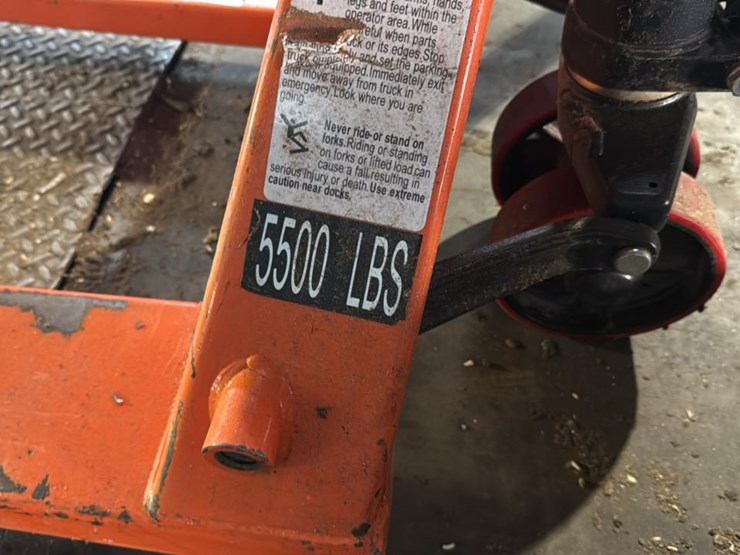 hands,
legs and feet within the
operator area. While
careful when parts
truck or its edges. Stop
truck completely and set the parking
equipped. Immediately exit
and move away from truck in
emergency. Look where you are
going.
Never ride or stand on
forks. Riding or standing
on forks or lifted load can
cause a fall resulting in
serious injury or death. Use extreme
caution near docks.
5500 LBS